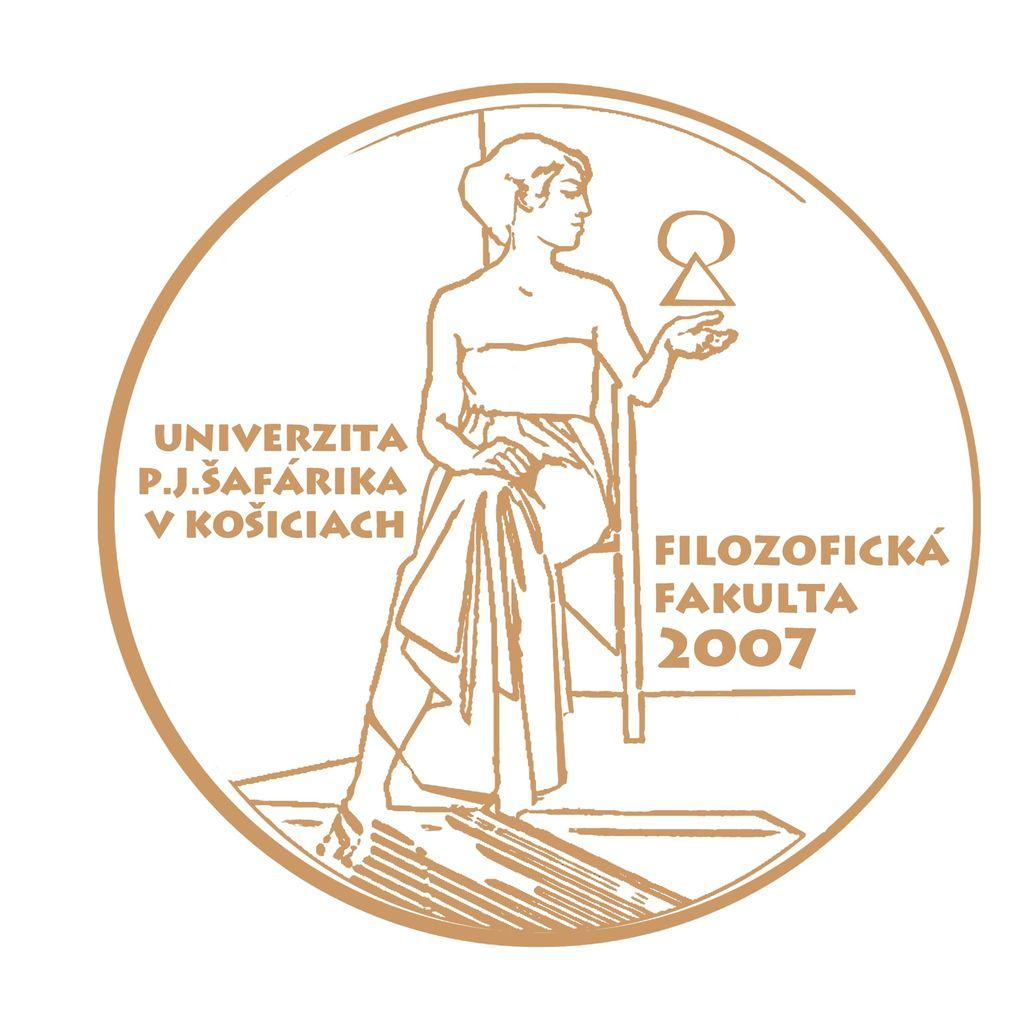 UNIVERZITA
P.J.ŠAFÁRIKA
V KOŠICIACH
FILOZOFICKÁ
FAKULTA
2007